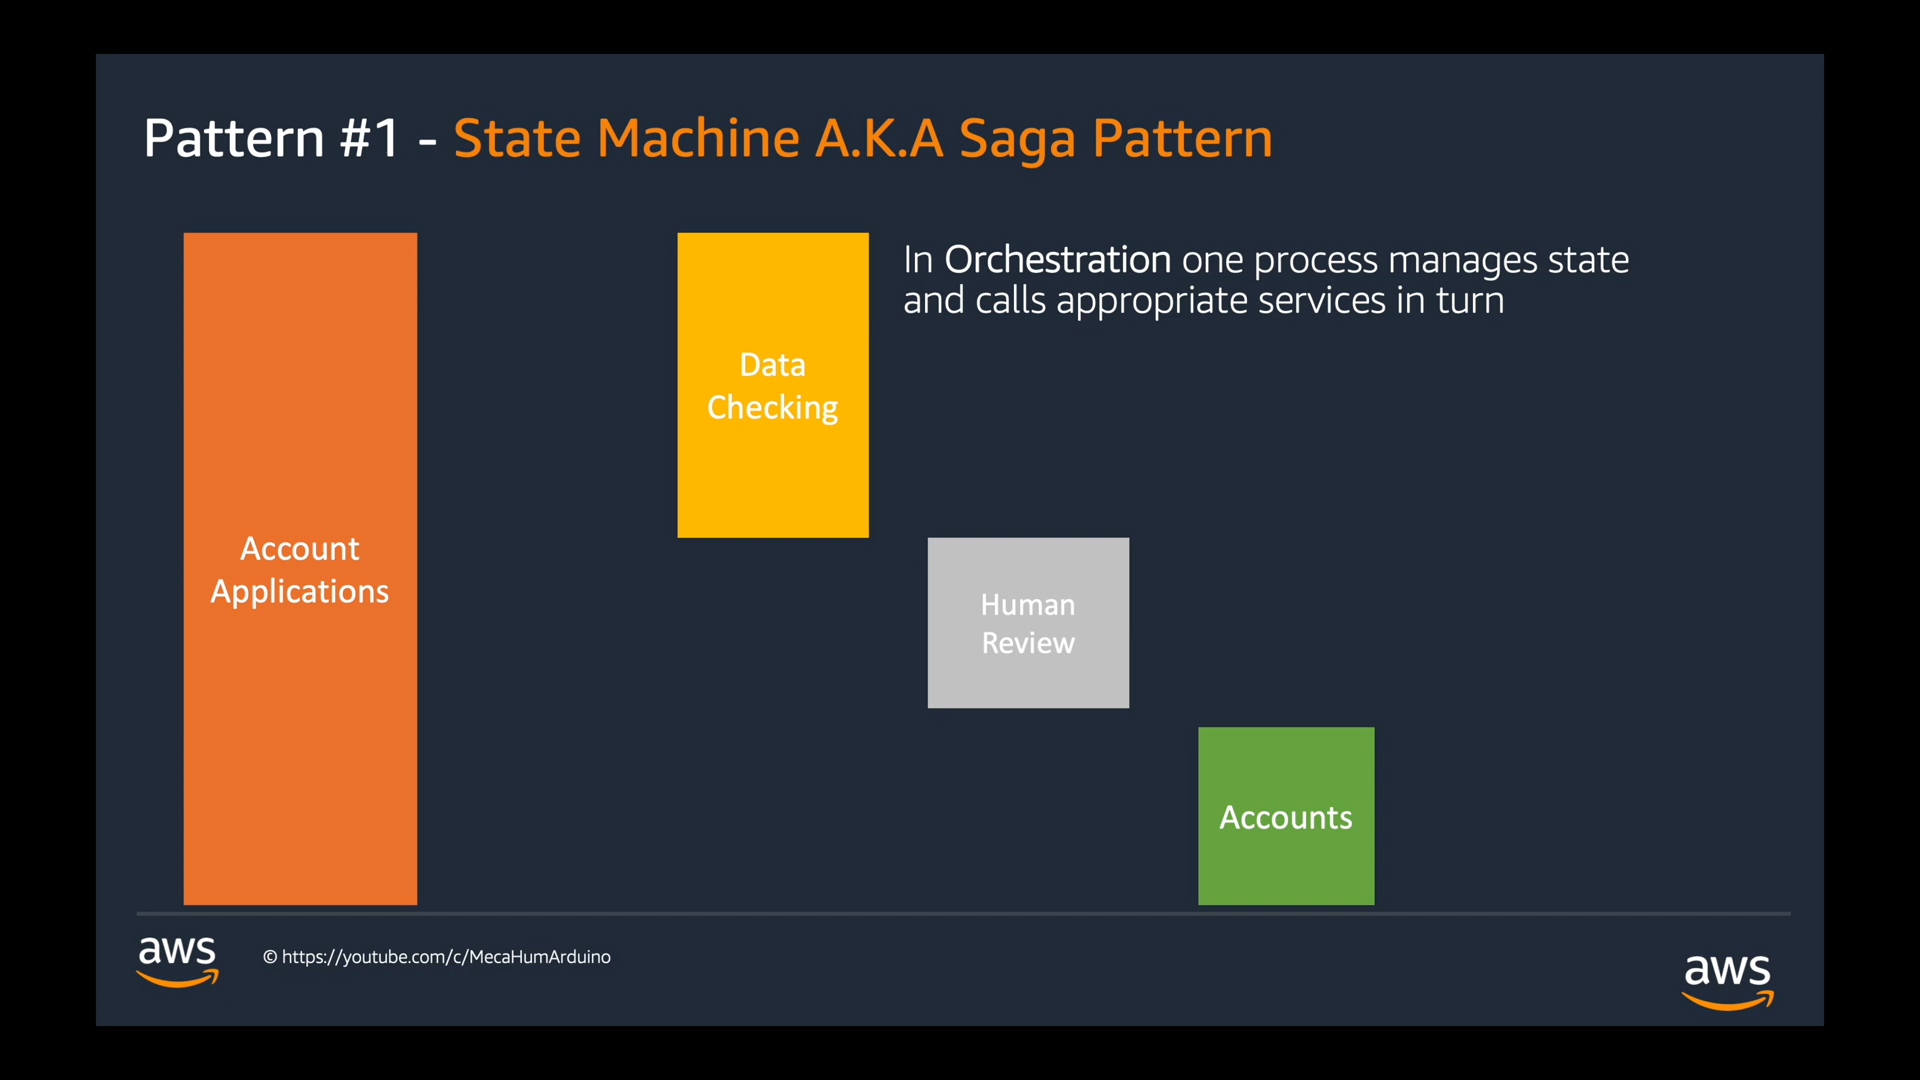 Pattern #1 - State Machine A.K.A Saga Pattern
In Orchestration one process manages state
and calls appropriate services in turn
Data
Checking
Account
Applications
Human
Review
Accounts
aws
© https://youtube.com/c/MecaHumArduino
aws